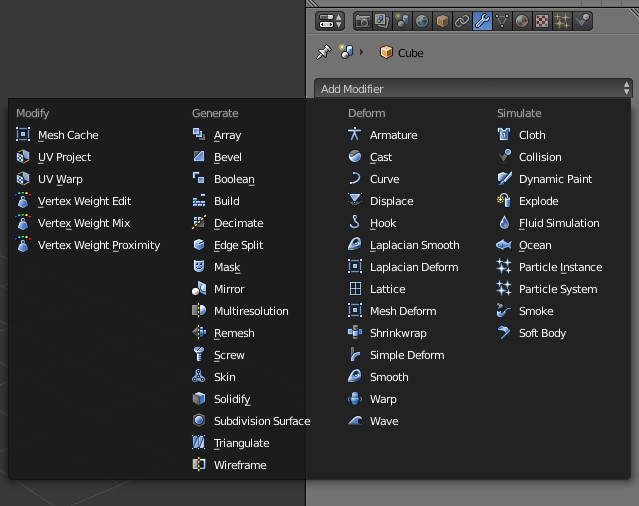 Cube
Add Modifier
Modify
Mesh Cache
UV Project
UV Warp
Vertex Weight Edit
Vertex Weight Mix
Vertex Weight Proximity
Generate
Array
Bevel
Boolean
Build
Decimate
Edge Split
Mask
Mirror
Multiresolution
Remesh
Screw
Skin
Solidify
Subdivision Surface
Triangulate
Wireframe
Deform
Armature
Cast
Curve
Displace
Hook
Laplacian Smooth
Laplacian Deform
Lattice
Mesh Deform
Shrinkwrap
Simple Deform
Smooth
Warp
Wave
Simulate
Cloth
Collision
Dynamic Paint
Explode
Fluid Simulation
Ocean
Particle Instance
Particle System
Smoke
Soft Body